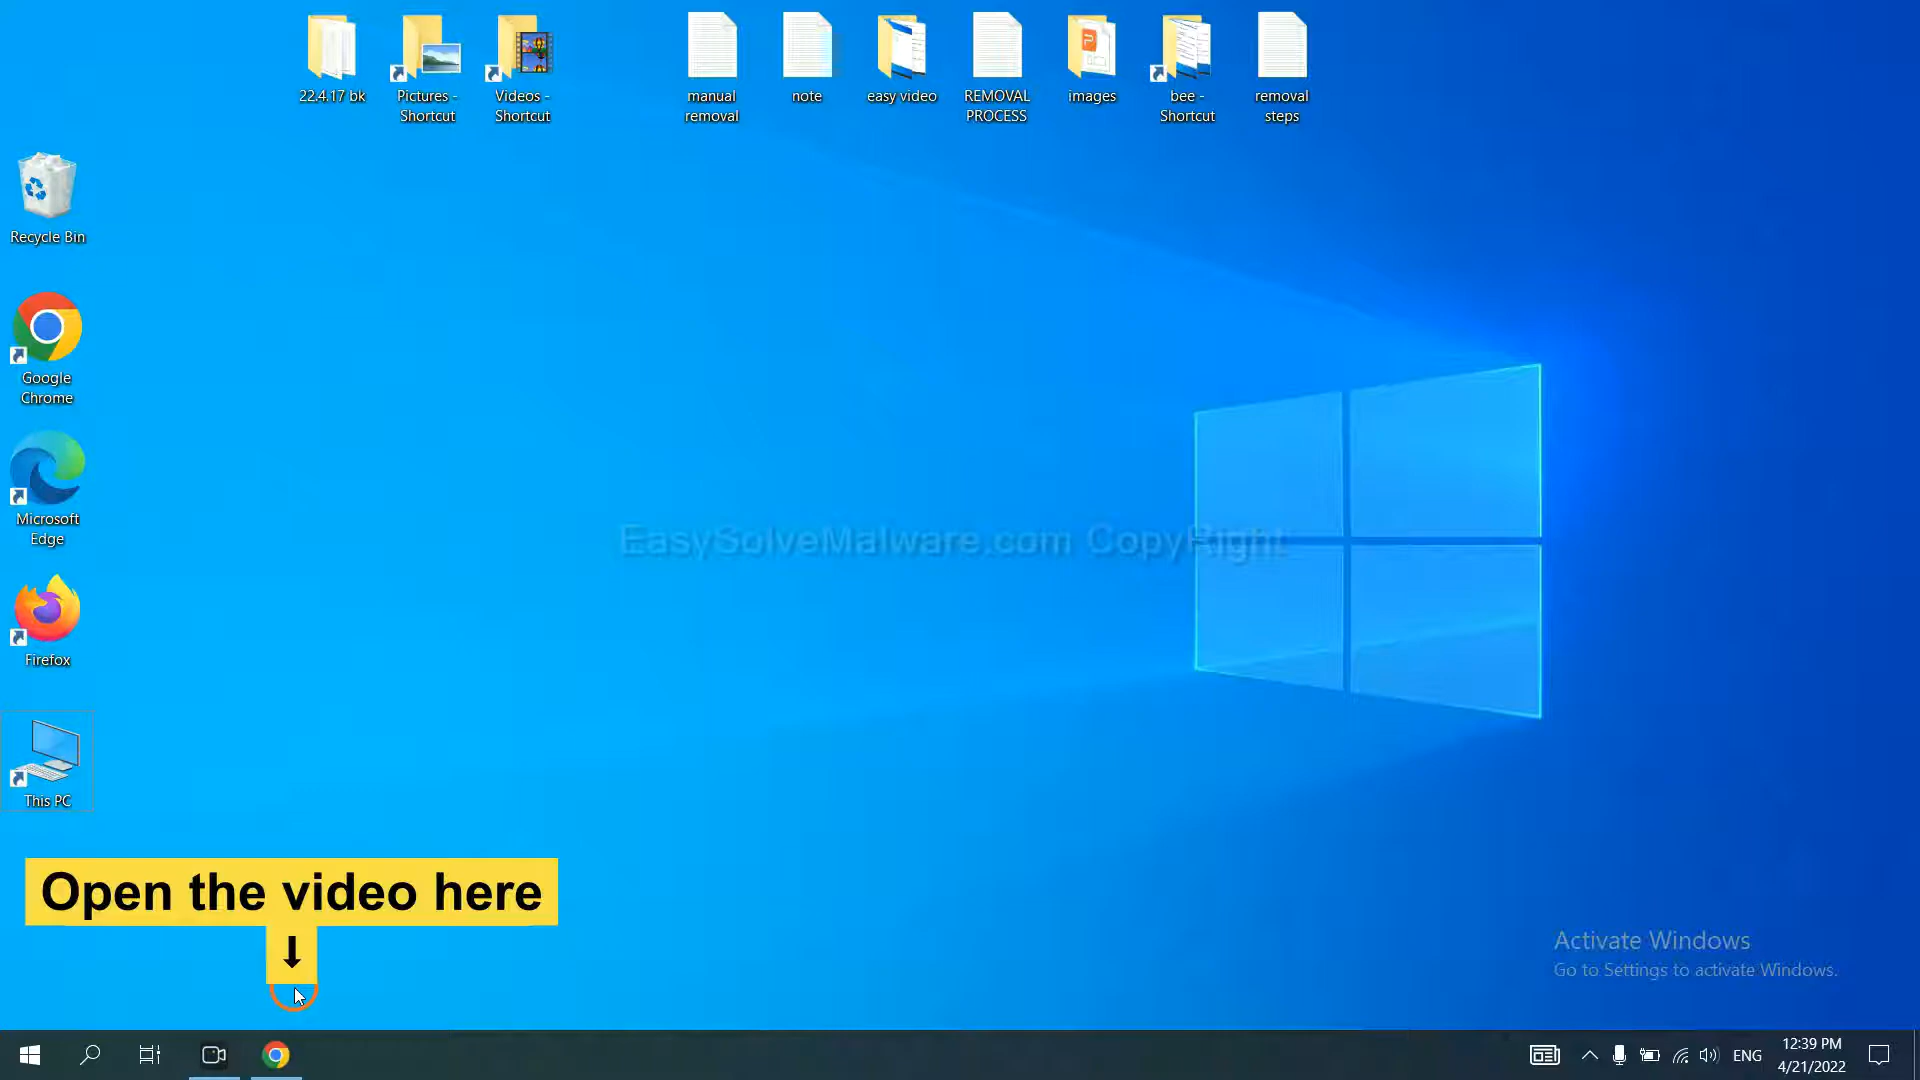 22.4.17 bk
Pictures -
Shortcut
Videos -
Shortcut
manual
removal
note
easy video
REMOVAL
PROCESS
images
bee -
Shortcut
removal
steps
Recycle Bin
Google
Chrome
Microsoft
Edge
Firefox
This PC
EasySolveMalware.com CopyRight
Open the video here
Activate Windows
Go to Settings to activate Windows.
ENG
12:39 PM
4/21/2022